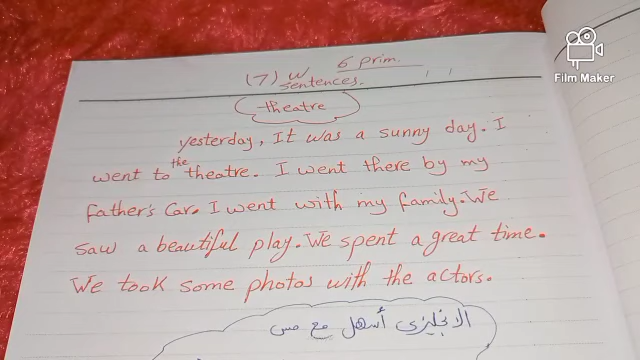 6 prim.
(7) w
sentences.
theatre
yesterday, It was a sunny day. I
went to the theatre. I went there by my
father's Car. I went with my family. We
saw a beautiful play. We spent a great time.
We took some photos with the actors.
الانجليزى أسهل مع مس
Film Maker